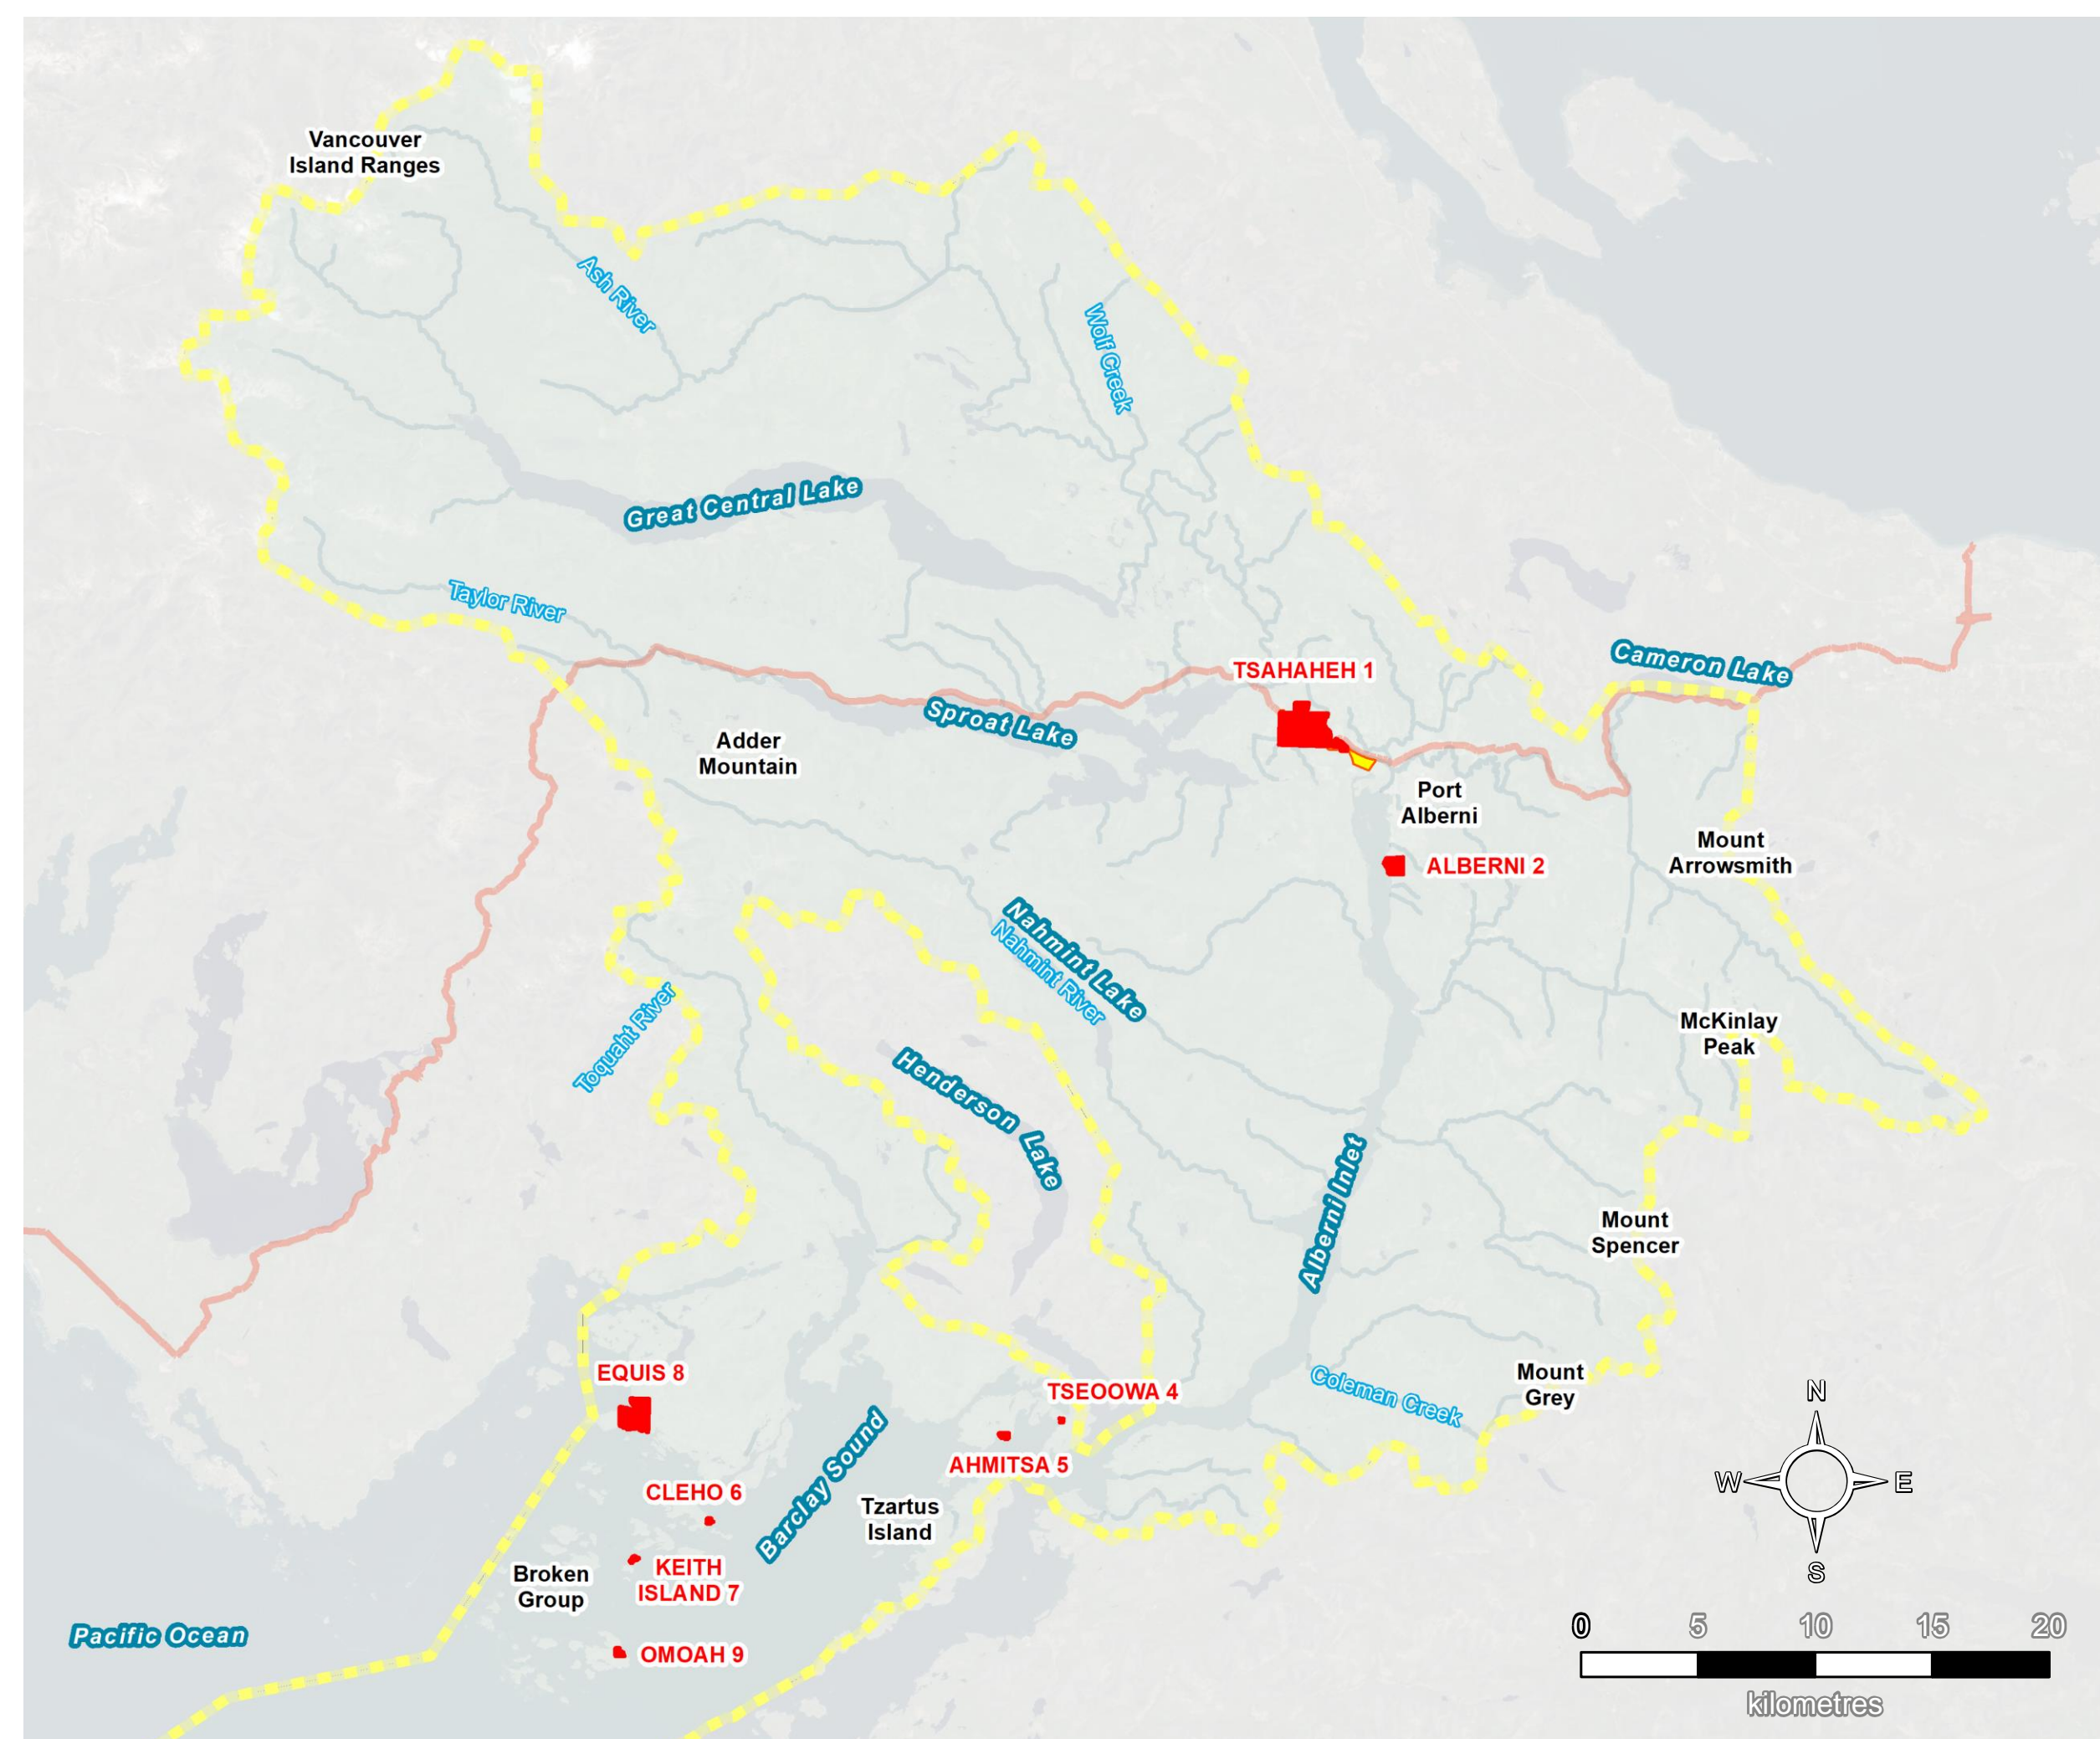 Vancouver
Island Ranges
Ash River
Wolf Creek
Great Central Lake
Taylor River
Cameron Lake
TSAHAHEH 1
Sproat Lake
Adder
Mountain
Port
Alberni
Mount
Arrowsmith
ALBERNI 2
Nahmint Lake
Nahmint River
Toquaht River
McKinlay
Peak
Henderson Lake
Alberni Inlet
Mount
Spencer
EQUIS 8
TSEOOWA 4
Coleman Creek
Mount
Grey
N
W
E
S
AHMITSA 5
CLEHO 6
Barclay Sound
Tzartus
Island
KEITH
ISLAND 7
Broken
Group
Pacific Ocean
OMOAH 9
0 5 10 15 20
kilometres